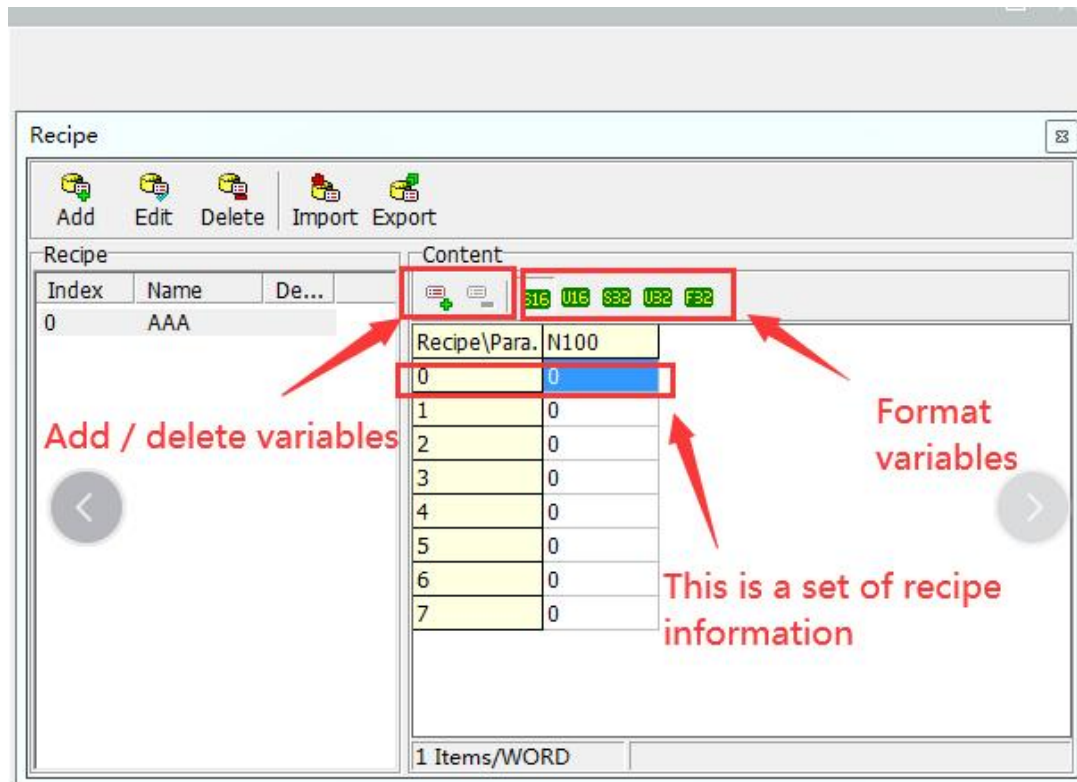 Recipe
Add Edit Delete Import Export
Recipe
Index Name De...
0 AAA
Content
S16 U16 S32 U32 F32
Recipe\Para. N100
0 0
1 0
2 0
3 0
4 0
5 0
6 0
7 0
Add / delete variables
Format
variables
This is a set of recipe
information
1 Items/WORD